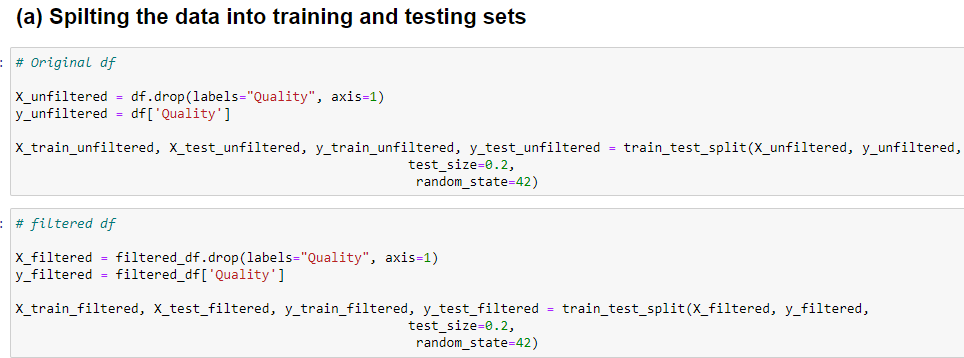 (a) Spilting the data into training and testing sets
: # Original df
X_unfiltered = df.drop(labels="Quality", axis=1)
y_unfiltered = df['Quality']
X_train_unfiltered, X_test_unfiltered, y_train_unfiltered, y_test_unfiltered = train_test_split(X_unfiltered, y_unfiltered,
test_size=0.2,
random_state=42)
: # filtered df
X_filtered = filtered_df.drop(labels="Quality", axis=1)
y_filtered = filtered_df['Quality']
X_train_filtered, X_test_filtered, y_train_filtered, y_test_filtered = train_test_split(X_filtered, y_filtered,
test_size=0.2,
random_state=42)